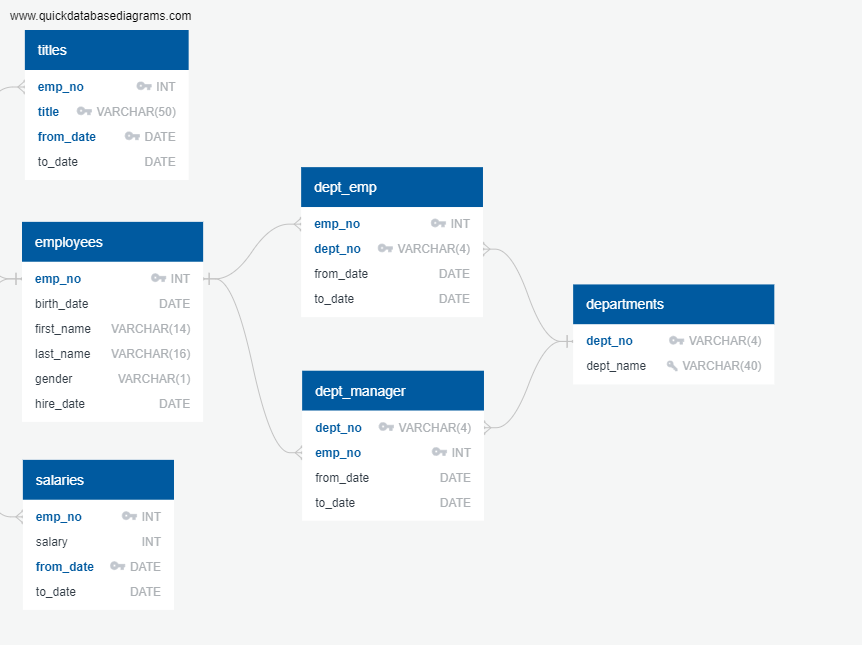 www.quickdatabasediagrams.com
titles
emp_no INT
title VARCHAR(50)
from_date DATE
to_date DATE
employees
emp_no INT
birth_date DATE
first_name VARCHAR(14)
last_name VARCHAR(16)
gender VARCHAR(1)
hire_date DATE
salaries
emp_no INT
salary INT
from_date DATE
to_date DATE
dept_emp
emp_no INT
dept_no VARCHAR(4)
from_date DATE
to_date DATE
dept_manager
dept_no VARCHAR(4)
emp_no INT
from_date DATE
to_date DATE
departments
dept_no VARCHAR(4)
dept_name VARCHAR(40)